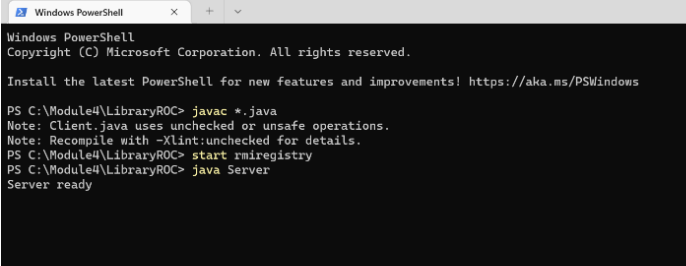 Windows PowerShell
Windows PowerShell
Copyright (C) Microsoft Corporation. All rights reserved.
Install the latest PowerShell for new features and improvements! https://aka.ms/PSWindows
PS C:\Module4\LibraryROC> javac *.java
Note: Client.java uses unchecked or unsafe operations.
Note: Recompile with -Xlint:unchecked for details.
PS C:\Module4\LibraryROC> start rmiregistry
PS C:\Module4\LibraryROC> java Server
Server ready